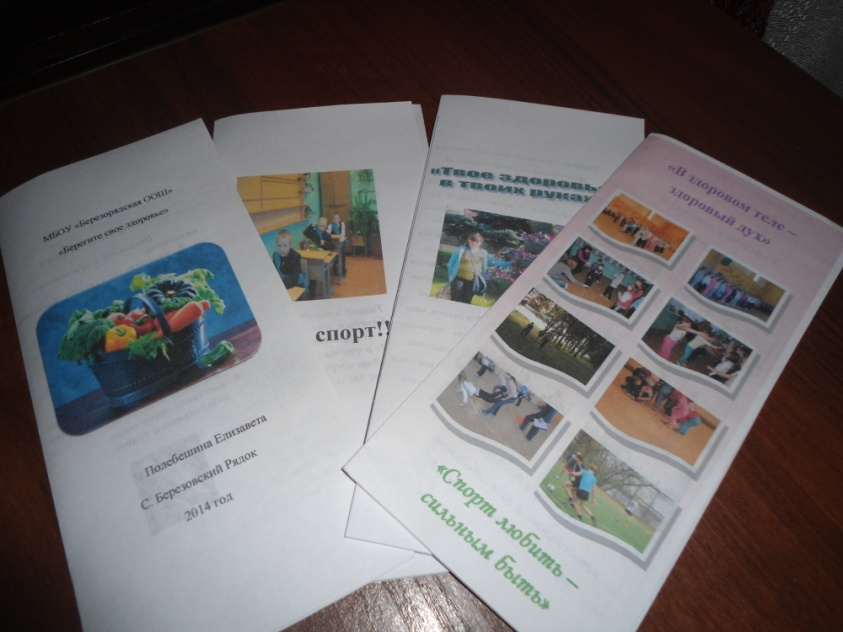 МБОУ «Березорядская ООШ»
«Берегите свое здоровье»
Полебешина Елизавета
С. Березовский Рядок
2014 год
спорт!!
«Твое здоровье
в твоих руках
«В здоровом теле –
здоровый дух»
«Спорт любить –
сильным быть»